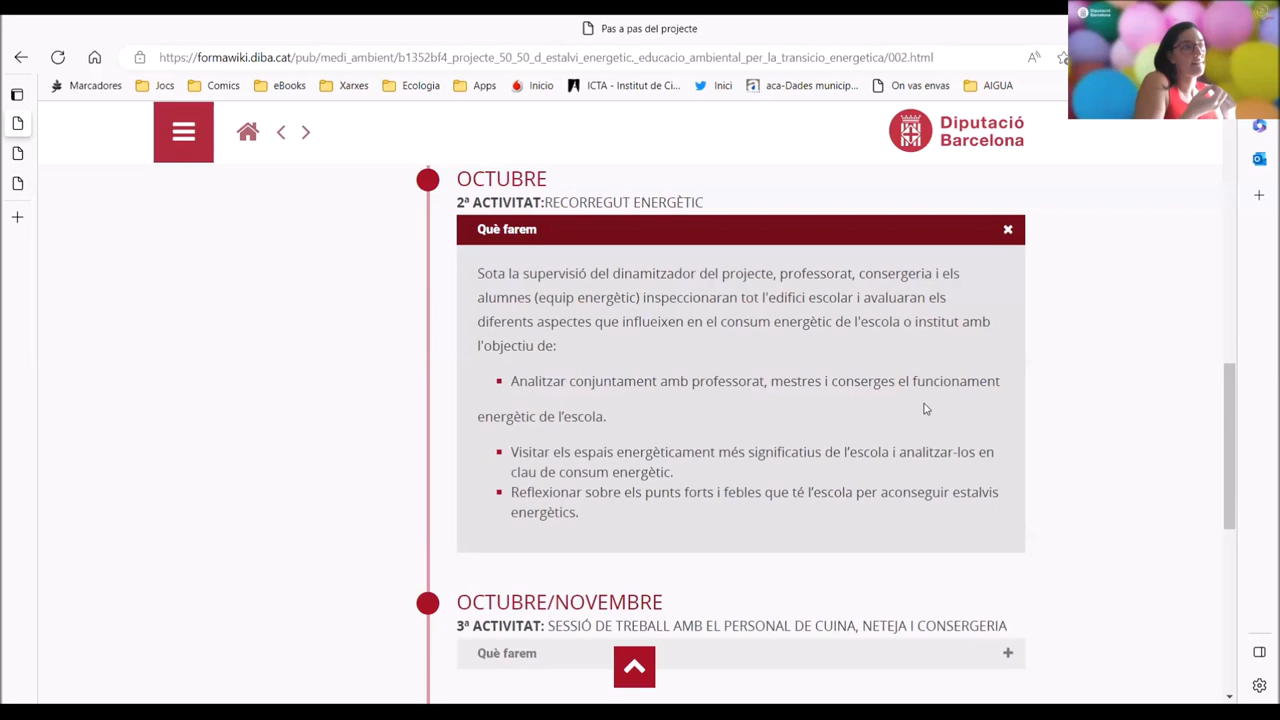 Pas a pas del projecte
https://formawiki.diba.cat/pub/medi_ambient/b1352bf4_projecte_50_50_d_estalvi_energetic._educacio_ambiental_per_la_transicio_energetica/002.html
Marcadores Jocs Comics eBooks Xarxes Ecologia Apps Inicio ICTA - Institut de Ci... Inici aca-Dades municip... On van envas AIGUA
Diputació
Barcelona
Diputació
Barcelona
OCTUBRE
2ª ACTIVITAT:RECORREGUT ENERGÈTIC
Què farem
Sota la supervisió del dinamitzador del projecte, professorat, consergeria i els
alumnes (equip energètic) inspeccionaran tot l'edifici escolar i avaluaran els
diferents aspectes que influeixen en el consum energètic de l'escola o institut amb
l'objectiu de:
Analitzar conjuntament amb professorat, mestres i conserges el funcionament
energètic de l’escola.
Visitar els espais energèticament més significatius de l’escola i analitzar-los en
clau de consum energètic.
Reflexionar sobre els punts forts i febles que té l’escola per aconseguir estalvis
energètics.
OCTUBRE/NOVEMBRE
3ª ACTIVITAT: SESSIÓ DE TREBALL AMB EL PERSONAL DE CUINA, NETEJA I CONSERGERIA
Què farem